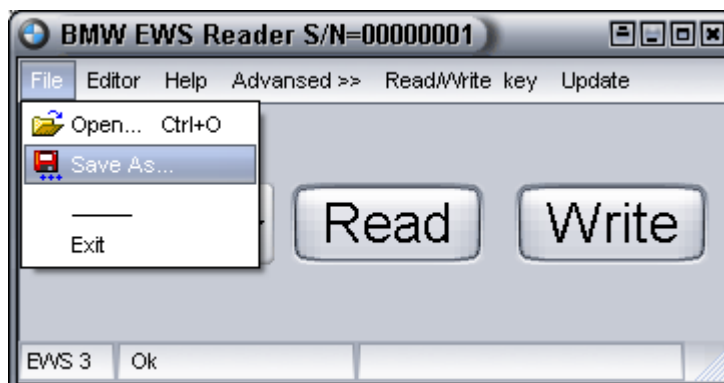 BMW EWS Reader S/N=00000001
File Editor Help Advansed >> Read/Write key Update
Open... Ctrl+O
Save As...
Read Write
Exit
EWS 3 Ok